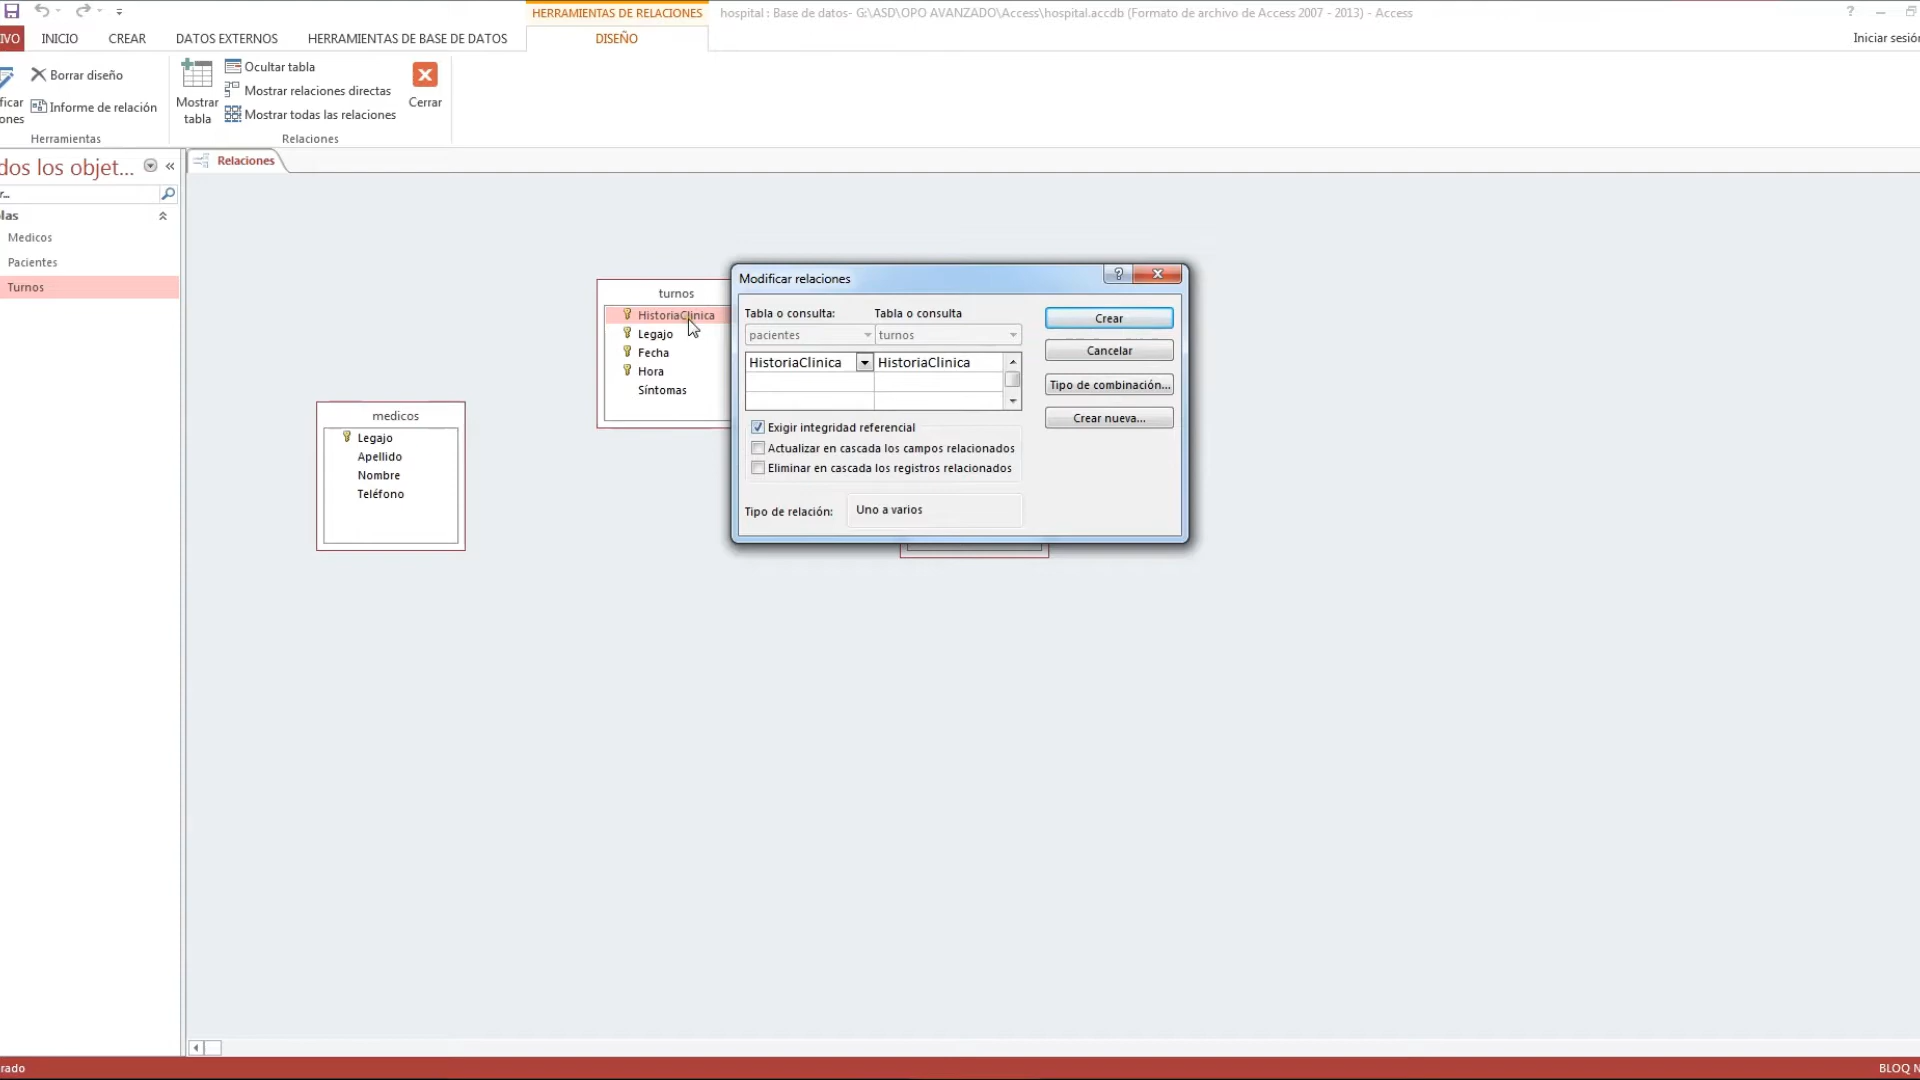 HERRAMIENTAS DE RELACIONES
hospital : Base de datos- G:\ASD\OPO AVANZADO\Access\hospital.accdb (Formato de archivo de Access 2007 - 2013) - Access
?
IVO
INICIO
CREAR
DATOS EXTERNOS
HERRAMIENTAS DE BASE DE DATOS
DISEÑO
Iniciar sesión
ficar
ones
Borrar diseño
Informe de relación
Herramientas
Mostrar
tabla
Ocultar tabla
Mostrar relaciones directas
Mostrar todas las relaciones
Relaciones
Cerrar
dos los objet...
r...
las
Medicos
Pacientes
Turnos
Relaciones
medicos
Legajo
Apellido
Nombre
Teléfono
turnos
HistoriaClinica
Legajo
Fecha
Hora
Síntomas
Modificar relaciones
?
Tabla o consulta:
Tabla o consulta
pacientes
turnos
HistoriaClinica
HistoriaClinica
Exigir integridad referencial
Actualizar en cascada los campos relacionados
Eliminar en cascada los registros relacionados
Tipo de relación:
Uno a varios
Crear
Cancelar
Tipo de combinación...
Crear nueva...
rado
BLOQ N